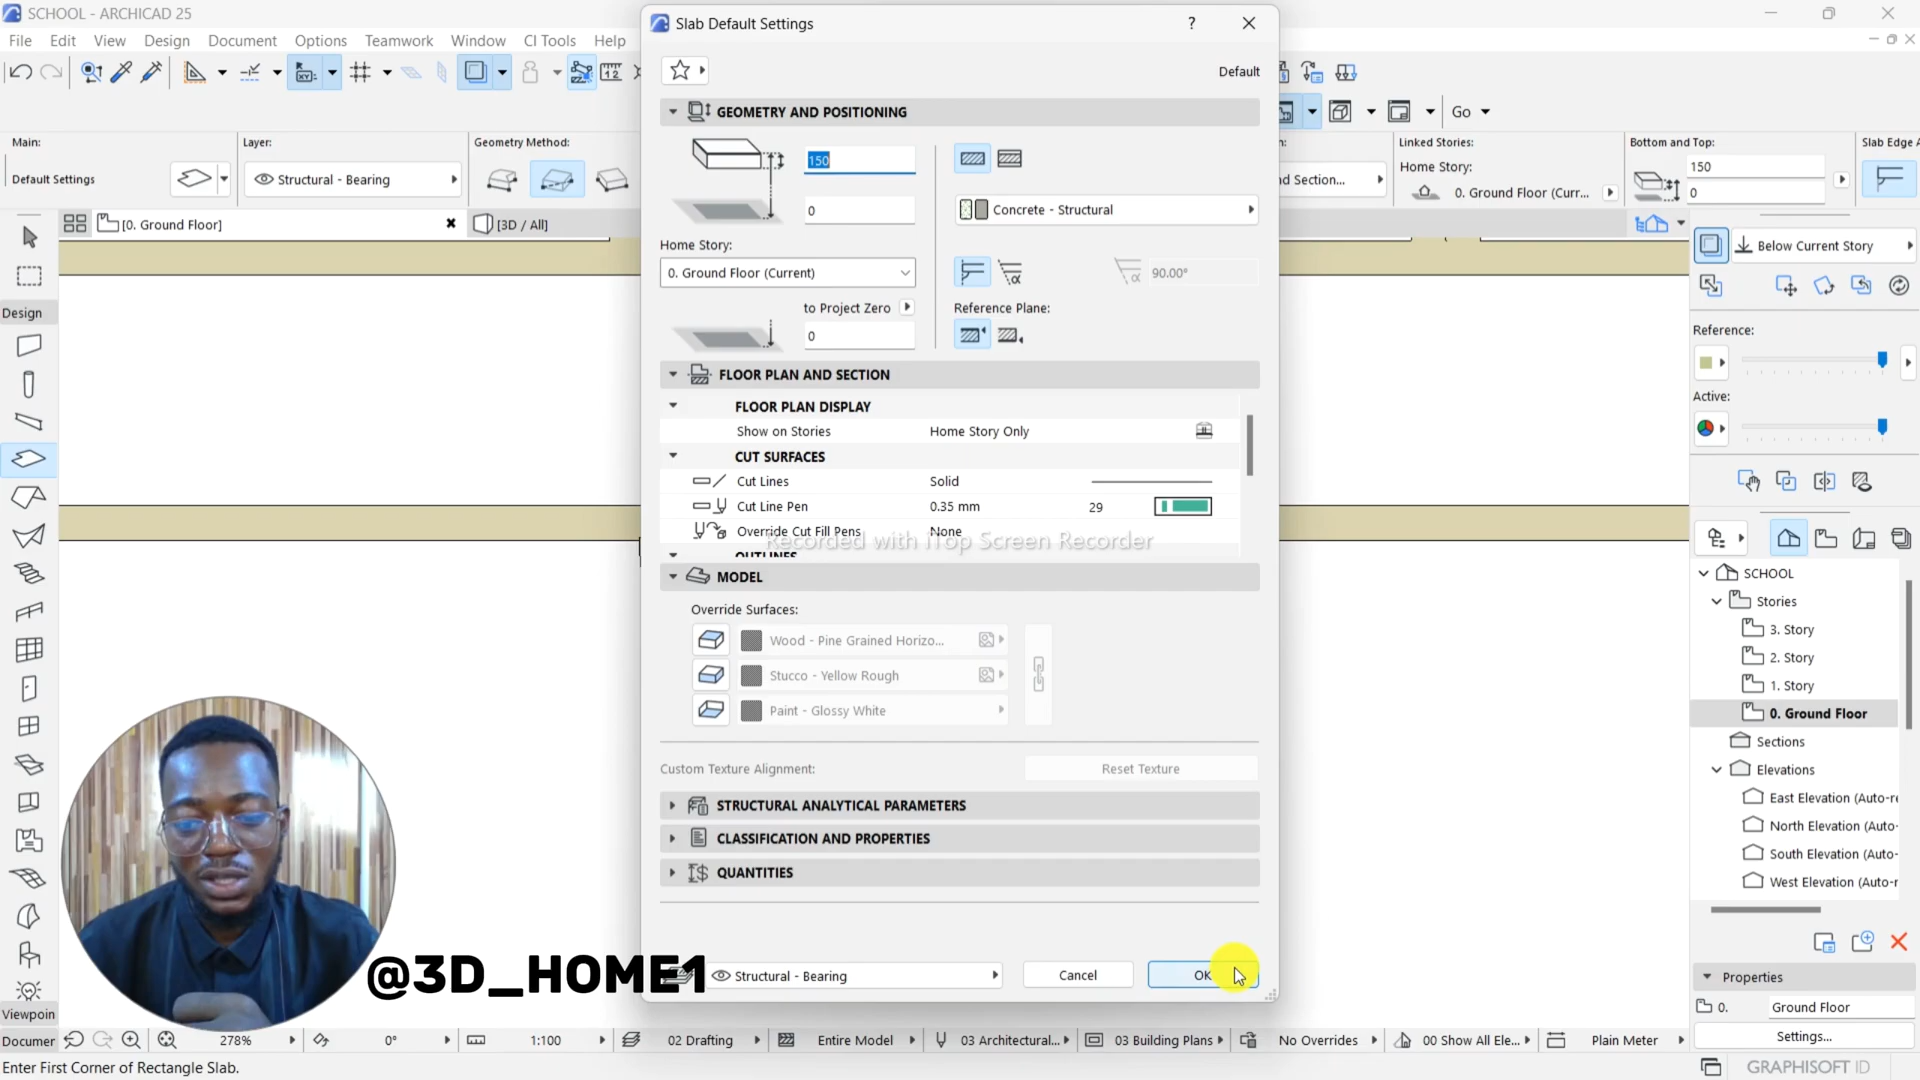 SCHOOL - ARCHICAD 25
File Edit View Design Document Options Teamwork Window CI Tools Help
Slab Default Settings
?
Default
Main:
Default Settings
Layer:
Structural - Bearing
Geometry Method:
GEOMETRY AND POSITIONING
150
0
Concrete - Structural
Home Story:
0. Ground Floor (Current)
90.00°
to Project Zero
0
Reference Plane:
FLOOR PLAN AND SECTION
FLOOR PLAN DISPLAY
Show on Stories Home Story Only
CUT SURFACES
Cut Lines Solid
Cut Line Pen 0.35 mm 29
Override Cut Fill Pens None
OUTLINES
Recorded with iTop Screen Recorder
MODEL
Override Surfaces:
Wood - Pine Grained Horizo...
Stucco - Yellow Rough
Paint - Glossy White
Custom Texture Alignment:
Reset Texture
STRUCTURAL ANALYTICAL PARAMETERS
CLASSIFICATION AND PROPERTIES
QUANTITIES
Structural - Bearing
Cancel
OK
Go
Section...
Linked Stories:
Home Story:
0. Ground Floor (Curr...
Bottom and Top:
150
0
Slab Edge A
[0. Ground Floor]
[3D / All]
Below Current Story
Reference:
Active:
SCHOOL
Stories
3. Story
2. Story
1. Story
0. Ground Floor
Sections
Elevations
East Elevation (Auto-re
North Elevation (Auto-
South Elevation (Auto-
West Elevation (Auto-r
Properties
0. Ground Floor
Settings...
Design
Viewpoin
Documer
@3D_HOME1
278% 0° 1:100 02 Drafting Entire Model 03 Architectural... 03 Building Plans No Overrides 00 Show All Ele... Plain Meter
Enter First Corner of Rectangle Slab.
GRAPHISOFT ID